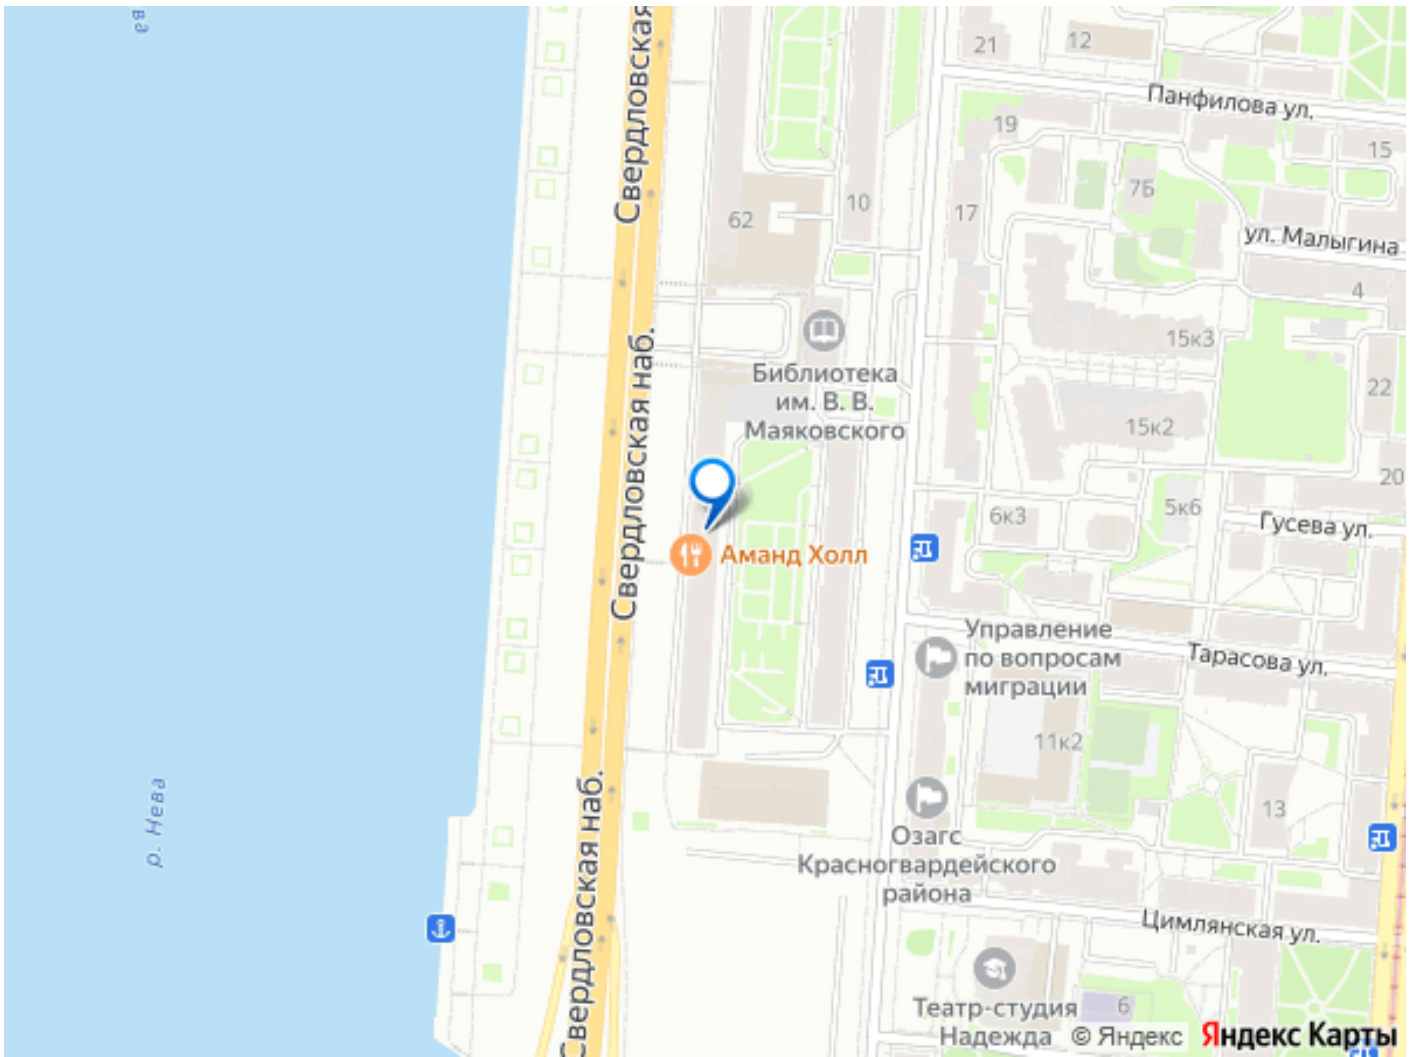 ва
Свердловская
21
12
Панфилова ул.
19
15
7Б
62
10
17
ул. Малыгина
4
15к3
Свердловская наб.
Библиотека
им. В. В.
Маяковского
22
15к2
20
6к3
5к6
Гусева ул.
Аманд Холл
Управление
по вопросам
миграции
Тарасова ул.
11к2
р. Нева
Свердловская наб.
13
Озагс
Красногвардейского
района
Цимлянская ул.
Театр-студия
Надежда
6
© Яндекс
Яндекс Карты